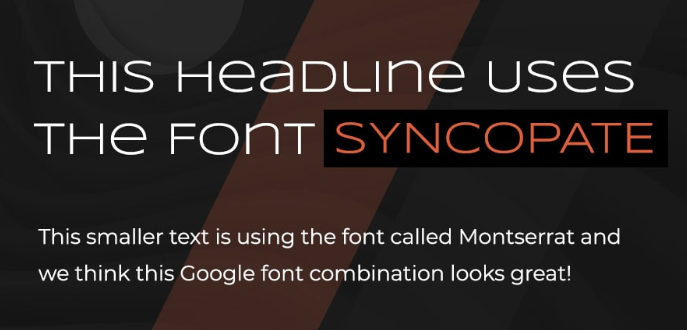 THIS HeaDLINe USes
THe FONT SYNCOPATE
This smaller text is using the font called Montserrat and
we think this Google font combination looks great!